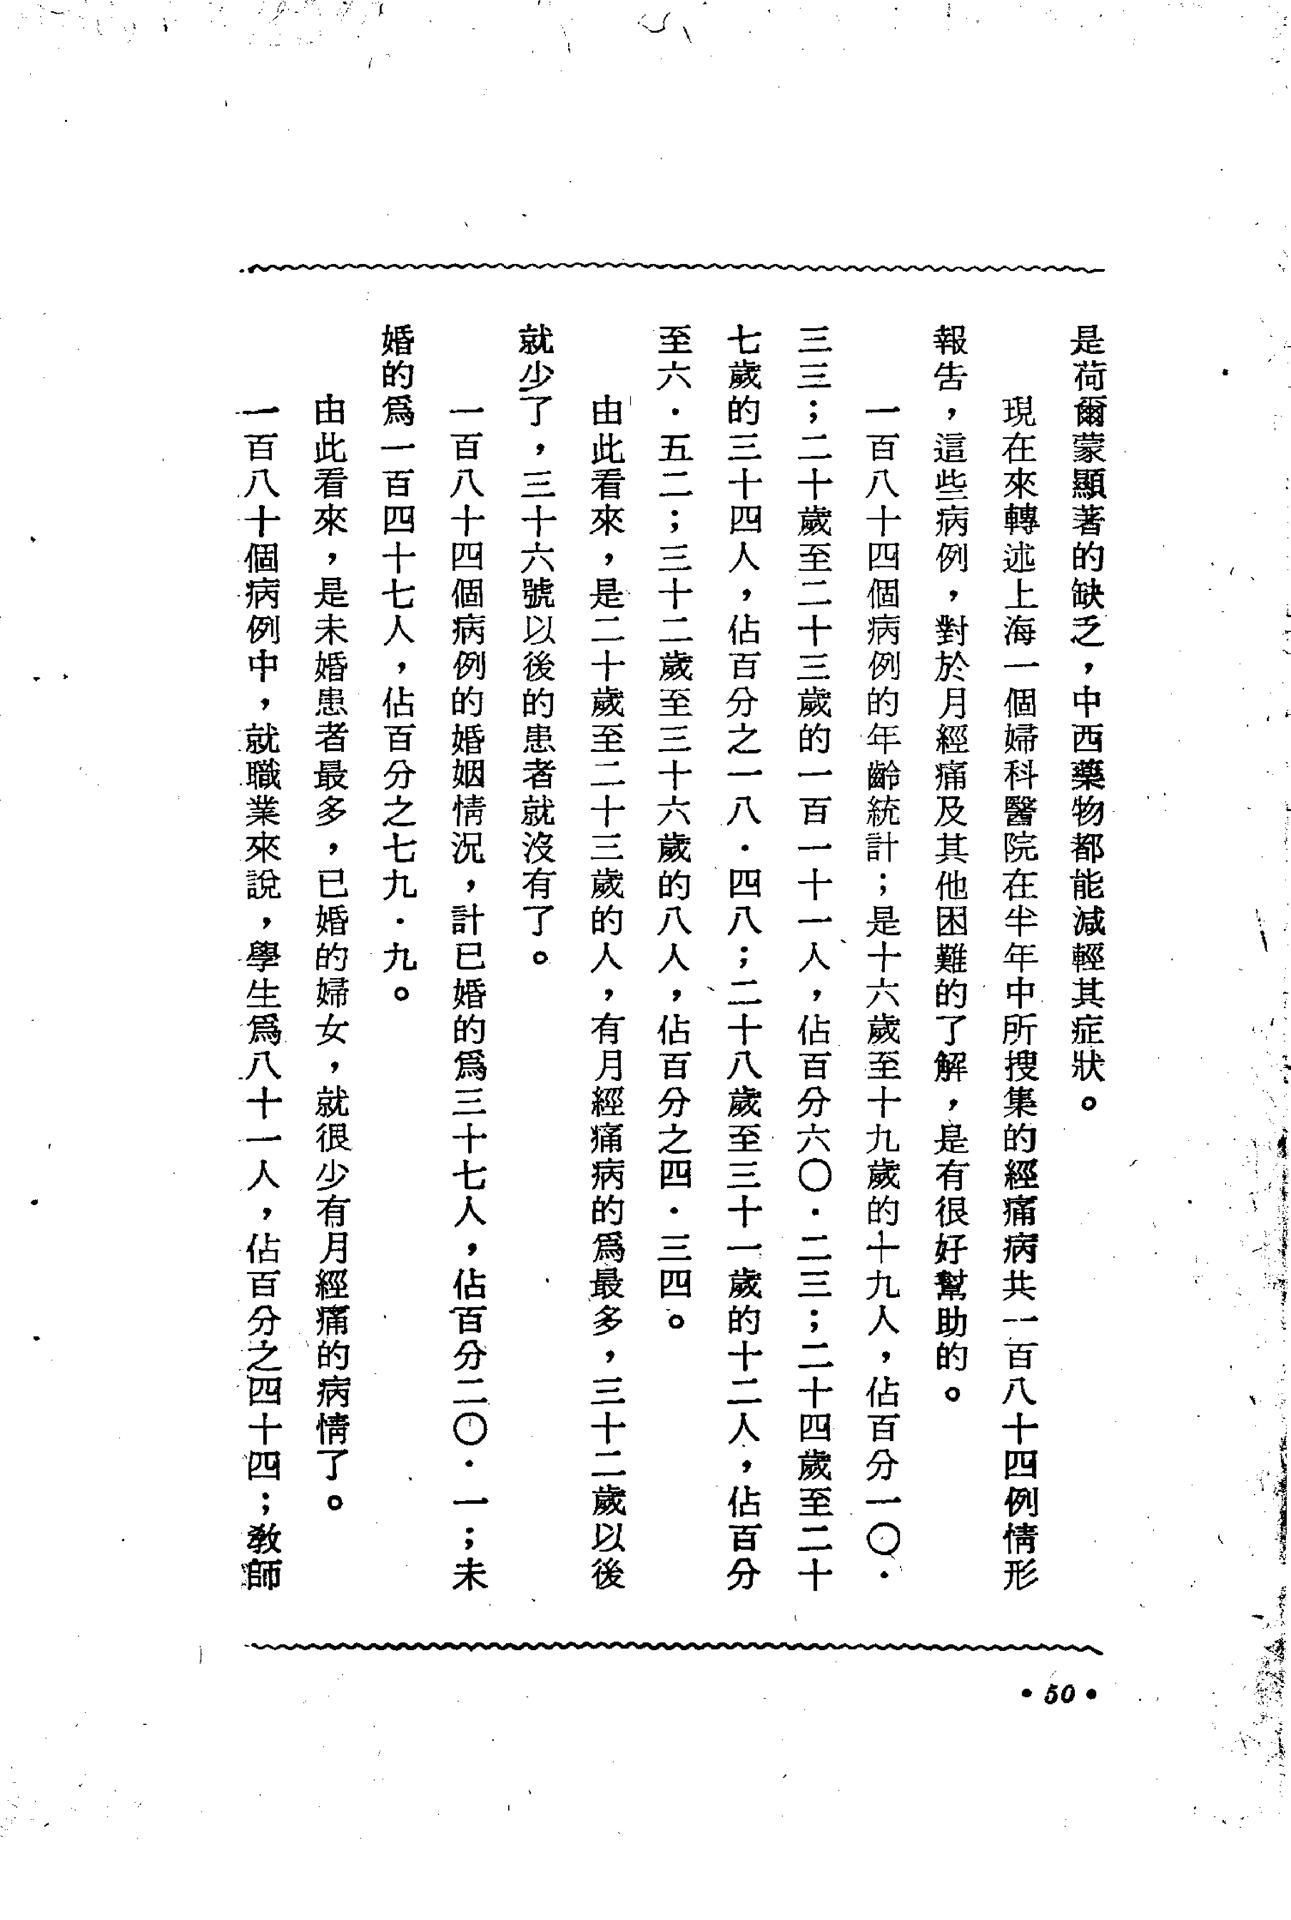 是荷爾蒙顯著的缺乏，中西藥物都能減輕其症狀。
現在來轉述上海一個婦科醫院在半年中所搜集的經痛病共一百八十四例情形
報告，這些病例，對於月經痛及其他困難的了解，是有很好幫助的。
一百八十四個病例的年齡統計；是十六歲至十九歲的十九人，佔百分一〇．
三三；二十歲至二十三歲的一百一十一人，佔百分六〇．二三；二十四歲至二十
七歲的三十四人，佔百分之一八．四八；二十八歲至三十一歲的十二人，佔百分
至六．五二；三十二歲至三十六歲的八人，佔百分之四．三四。
由此看來，是二十歲至二十三歲的人，有月經痛病的爲最多，三十二歲以後
就少了，三十六號以後的患者就沒有了。
一百八十四個病例的婚姻情況，計已婚的爲三十七人，佔百分二〇．一；未
婚的爲一百四十七人，佔百分之七九．九。
由此看來，是未婚患者最多，已婚的婦女，就很少有月經痛的病情了。
一百八十個病例中，就職業來說，學生爲八十一人，佔百分之四十四；教師
• 50 •